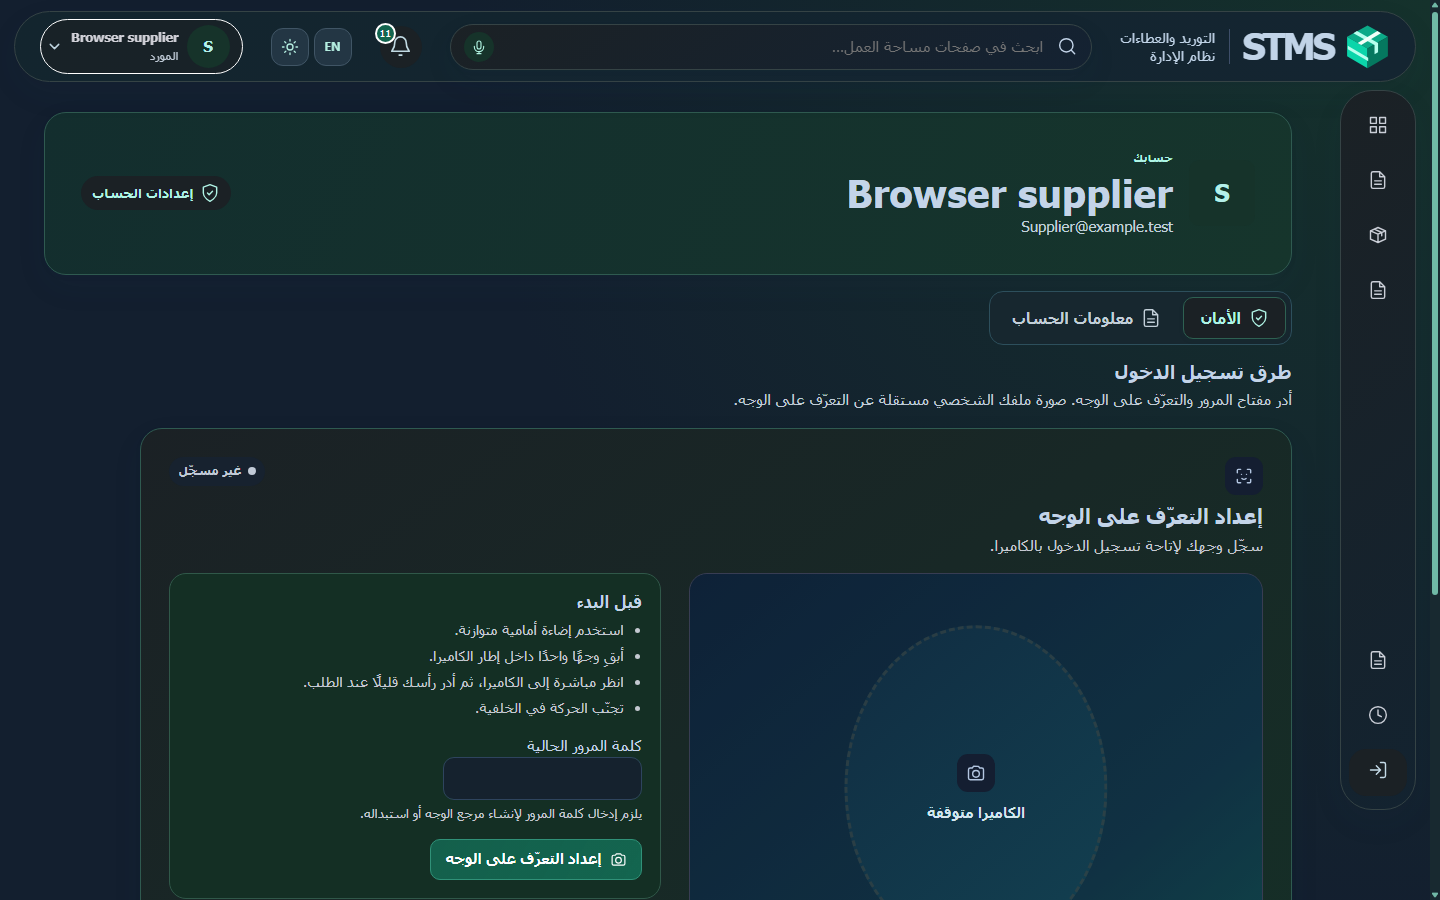 STMS
التوريد والعطاءات
نظام الإدارة
ابحث في صفحات مساحة العمل...
11
EN
Browser supplier
المورد
S
حسابك
Browser supplier
Supplier@example.test
S
إعدادات الحساب
الأمان
معلومات الحساب
طرق تسجيل الدخول
أدر مفتاح المرور والتعرّف على الوجه. صورة ملفك الشخصي مستقلة عن التعرّف على الوجه.
غير مسجّل
إعداد التعرّف على الوجه
سجّل وجهك لإتاحة تسجيل الدخول بالكاميرا.
الكاميرا متوقفة
قبل البدء
استخدم إضاءة أمامية متوازنة.
أبقِ وجهًا واحدًا داخل إطار الكاميرا.
انظر مباشرة إلى الكاميرا، ثم أدر رأسك قليلًا عند الطلب.
تجنّب الحركة في الخلفية.
كلمة المرور الحالية
يلزم إدخال كلمة المرور لإنشاء مرجع الوجه أو استبداله.
إعداد التعرّف على الوجه